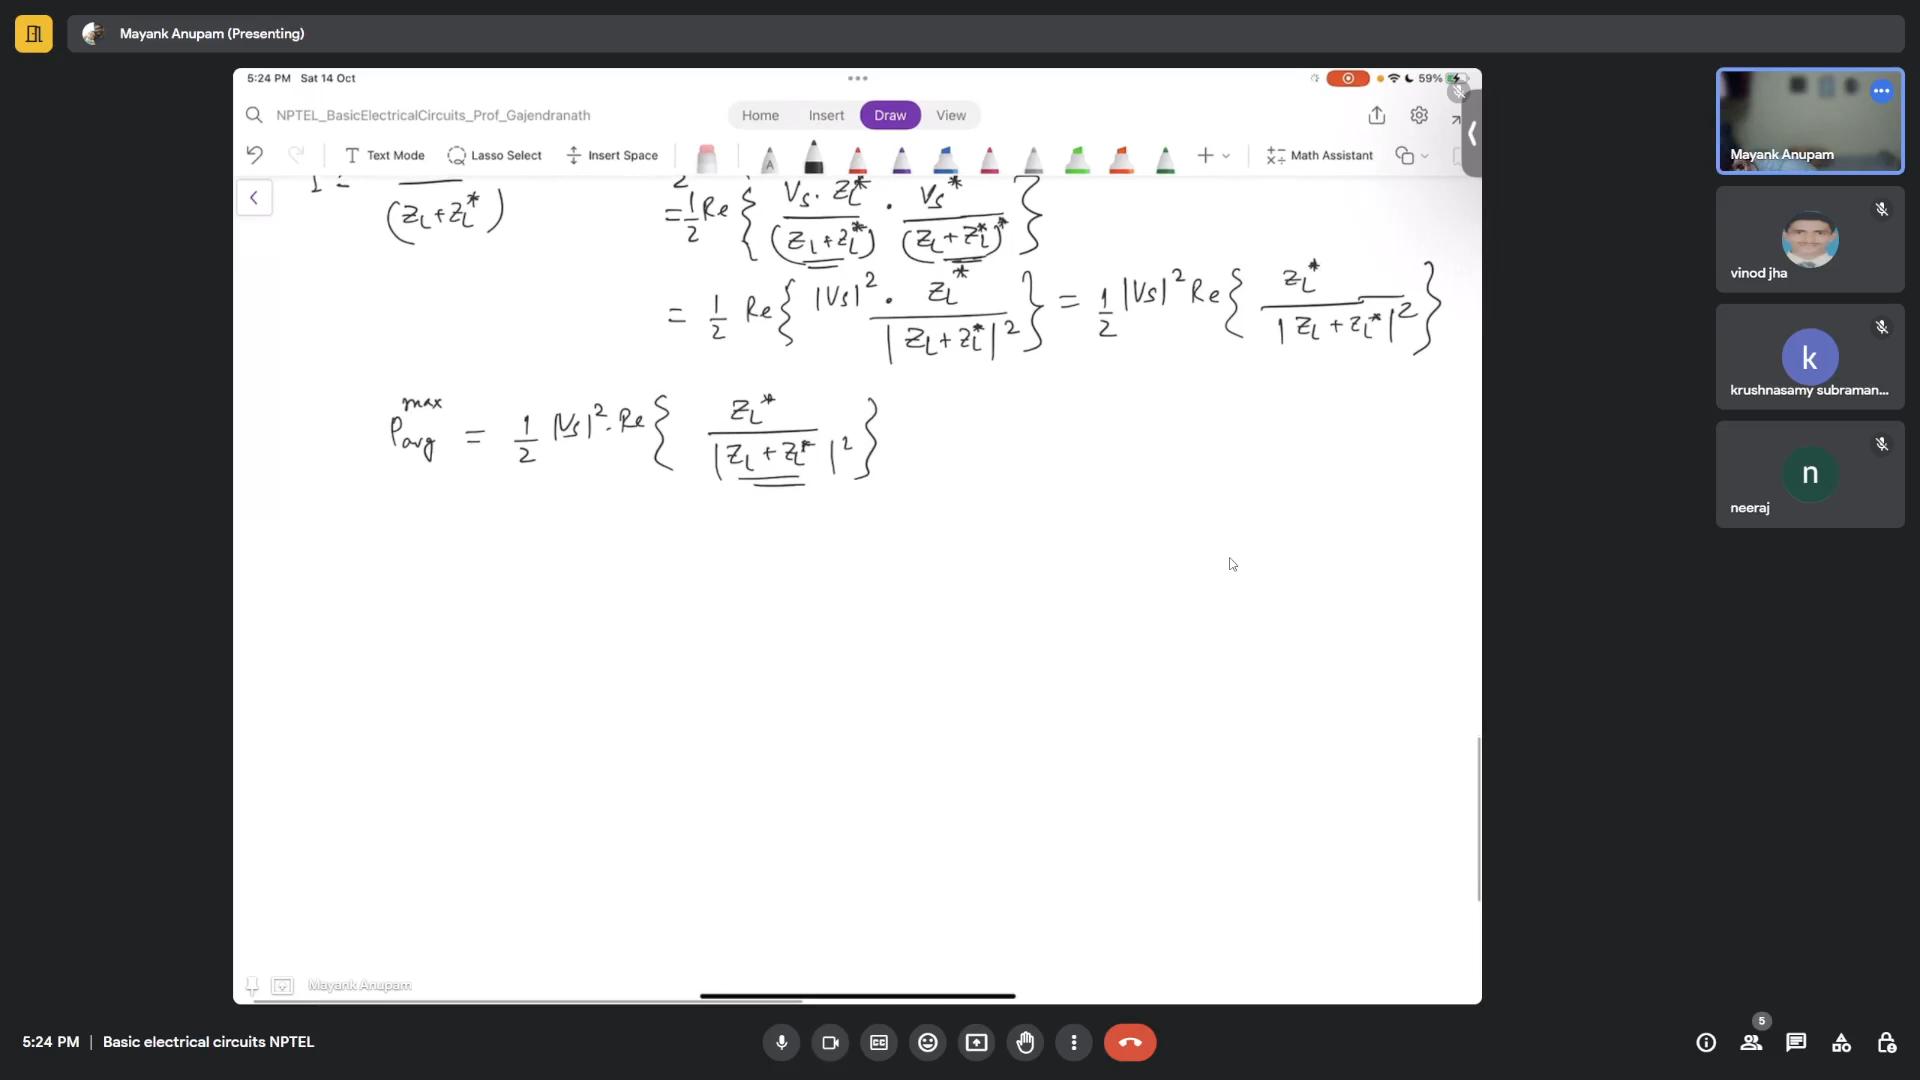 Mayank Anupam (Presenting)
5:24 PM Sat 14 Oct
59%
NPTEL_BasicElectricalCircuits_Prof_Gajendranath
Home Insert Draw View
Text Mode Lasso Select Insert Space Math Assistant
(Z_L + Z_L^*)
= 1/2 Re { V_s · Z_L^* / (Z_L + Z_L^*) · V_s^* / (Z_L + Z_L^*)^* }
= 1/2 Re { |V_s|^2 · Z_L^* / |Z_L + Z_L^*|^2 } = 1/2 |V_s|^2 Re { Z_L^* / |Z_L + Z_L^*|^2 }
P_avg^max = 1/2 |V_s|^2 · Re { Z_L^* / |Z_L + Z_L^*|^2 }
Mayank Anupam
Mayank Anupam
vinod jha
k
krushnasamy subraman...
n
neeraj
5:24 PM | Basic electrical circuits NPTEL
5